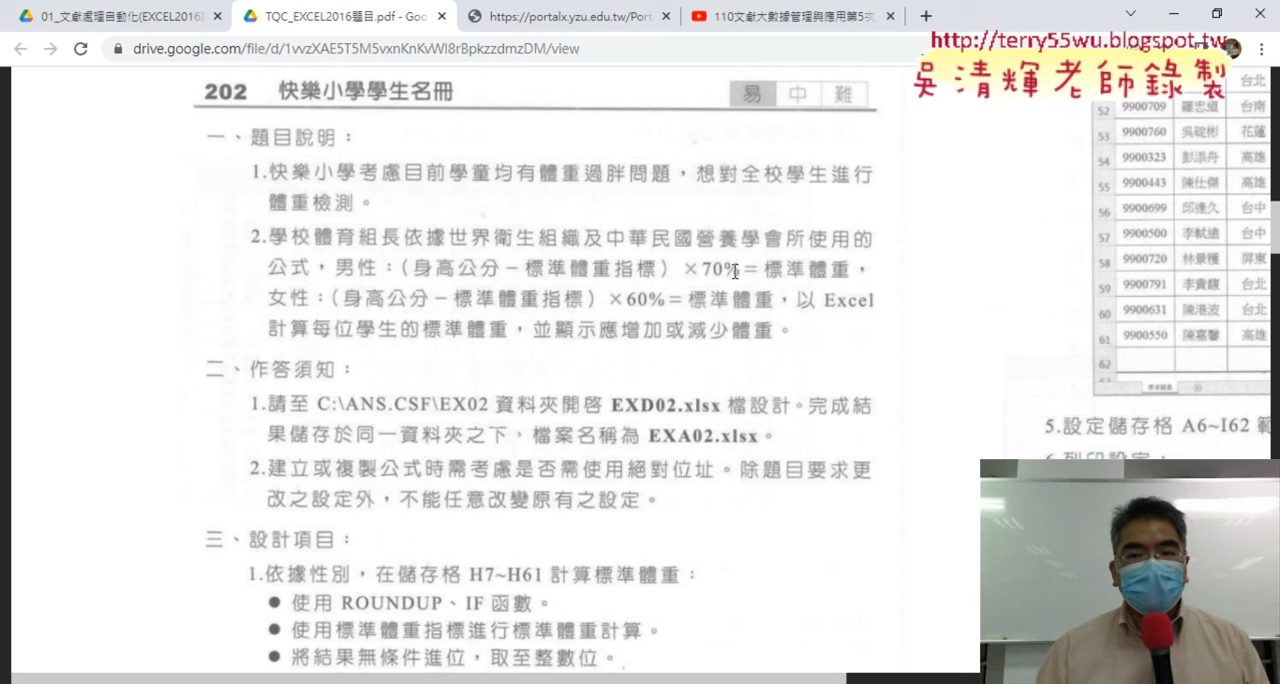 01_文獻處理自動化(EXCEL2016
TQC_EXCEL2016題目.pdf - Goo
https://portalx.yzu.edu.tw/Port
110文獻大數據管理與應用第5次
drive.google.com/file/d/1vvzXAE5T5M5vxnKnKvWl8rBpkzzdmzDM/view
http://terry55wu.blogspot.tw
吳清輝老師錄製
202 快樂小學學生名冊
易 中 難
一、題目說明：
1.快樂小學考慮目前學童均有體重過胖問題，想對全校學生進行
體重檢測。
2.學校體育組長依據世界衛生組織及中華民國營養學會所使用的
公式，男性：（身高公分－標準體重指標）×70%＝標準體重，
女性：（身高公分－標準體重指標）×60%＝標準體重，以 Excel
計算每位學生的標準體重，並顯示應增加或減少體重。
二、作答須知：
1.請至 C:\ANS.CSF\EX02 資料夾開啟 EXD02.xlsx 檔設計。完成結
果儲存於同一資料夾之下，檔案名稱為 EXA02.xlsx。
2.建立或複製公式時需考慮是否需使用絕對位址。除題目要求更
改之設定外，不能任意改變原有之設定。
三、設計項目：
1.依據性別，在儲存格 H7~H61 計算標準體重：
● 使用 ROUNDUP、IF 函數。
● 使用標準體重指標進行標準體重計算。
● 將結果無條件進位，取至整數位。
台北
52 9900709 羅忠 台南
53 9900760 吳碇彬 花蓮
54 9900323 彭添舟 高雄
55 9900443 陳仕傑 高雄
56 9900699 邱達久 台中
57 9900500 李軾 台中
58 9900720 林景 屏東
59 9900791 李貴馥 台北
60 9900631 陳港波 台北
61 9900550 陳嘉馨 高雄
62
5.設定儲存格 A6~I62 範